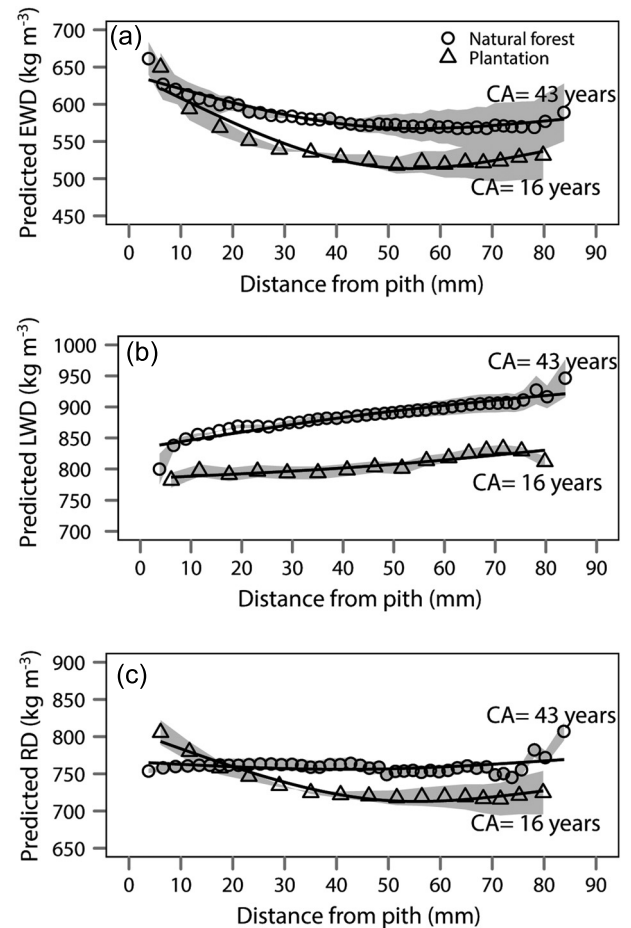 (a)
Natural forest
Plantation
CA= 43 years
CA= 16 years
Predicted EWD (kg m-3)
700
650
600
550
500
450
0 10 20 30 40 50 60 70 80 90
Distance from pith (mm)
(b)
CA= 43 years
CA= 16 years
Predicted LWD (kg m-3)
1000
950
900
850
800
750
700
0 10 20 30 40 50 60 70 80 90
Distance from pith (mm)
(c)
CA= 43 years
CA= 16 years
Predicted RD (kg m-3)
900
850
800
750
700
650
0 10 20 30 40 50 60 70 80 90
Distance from pith (mm)